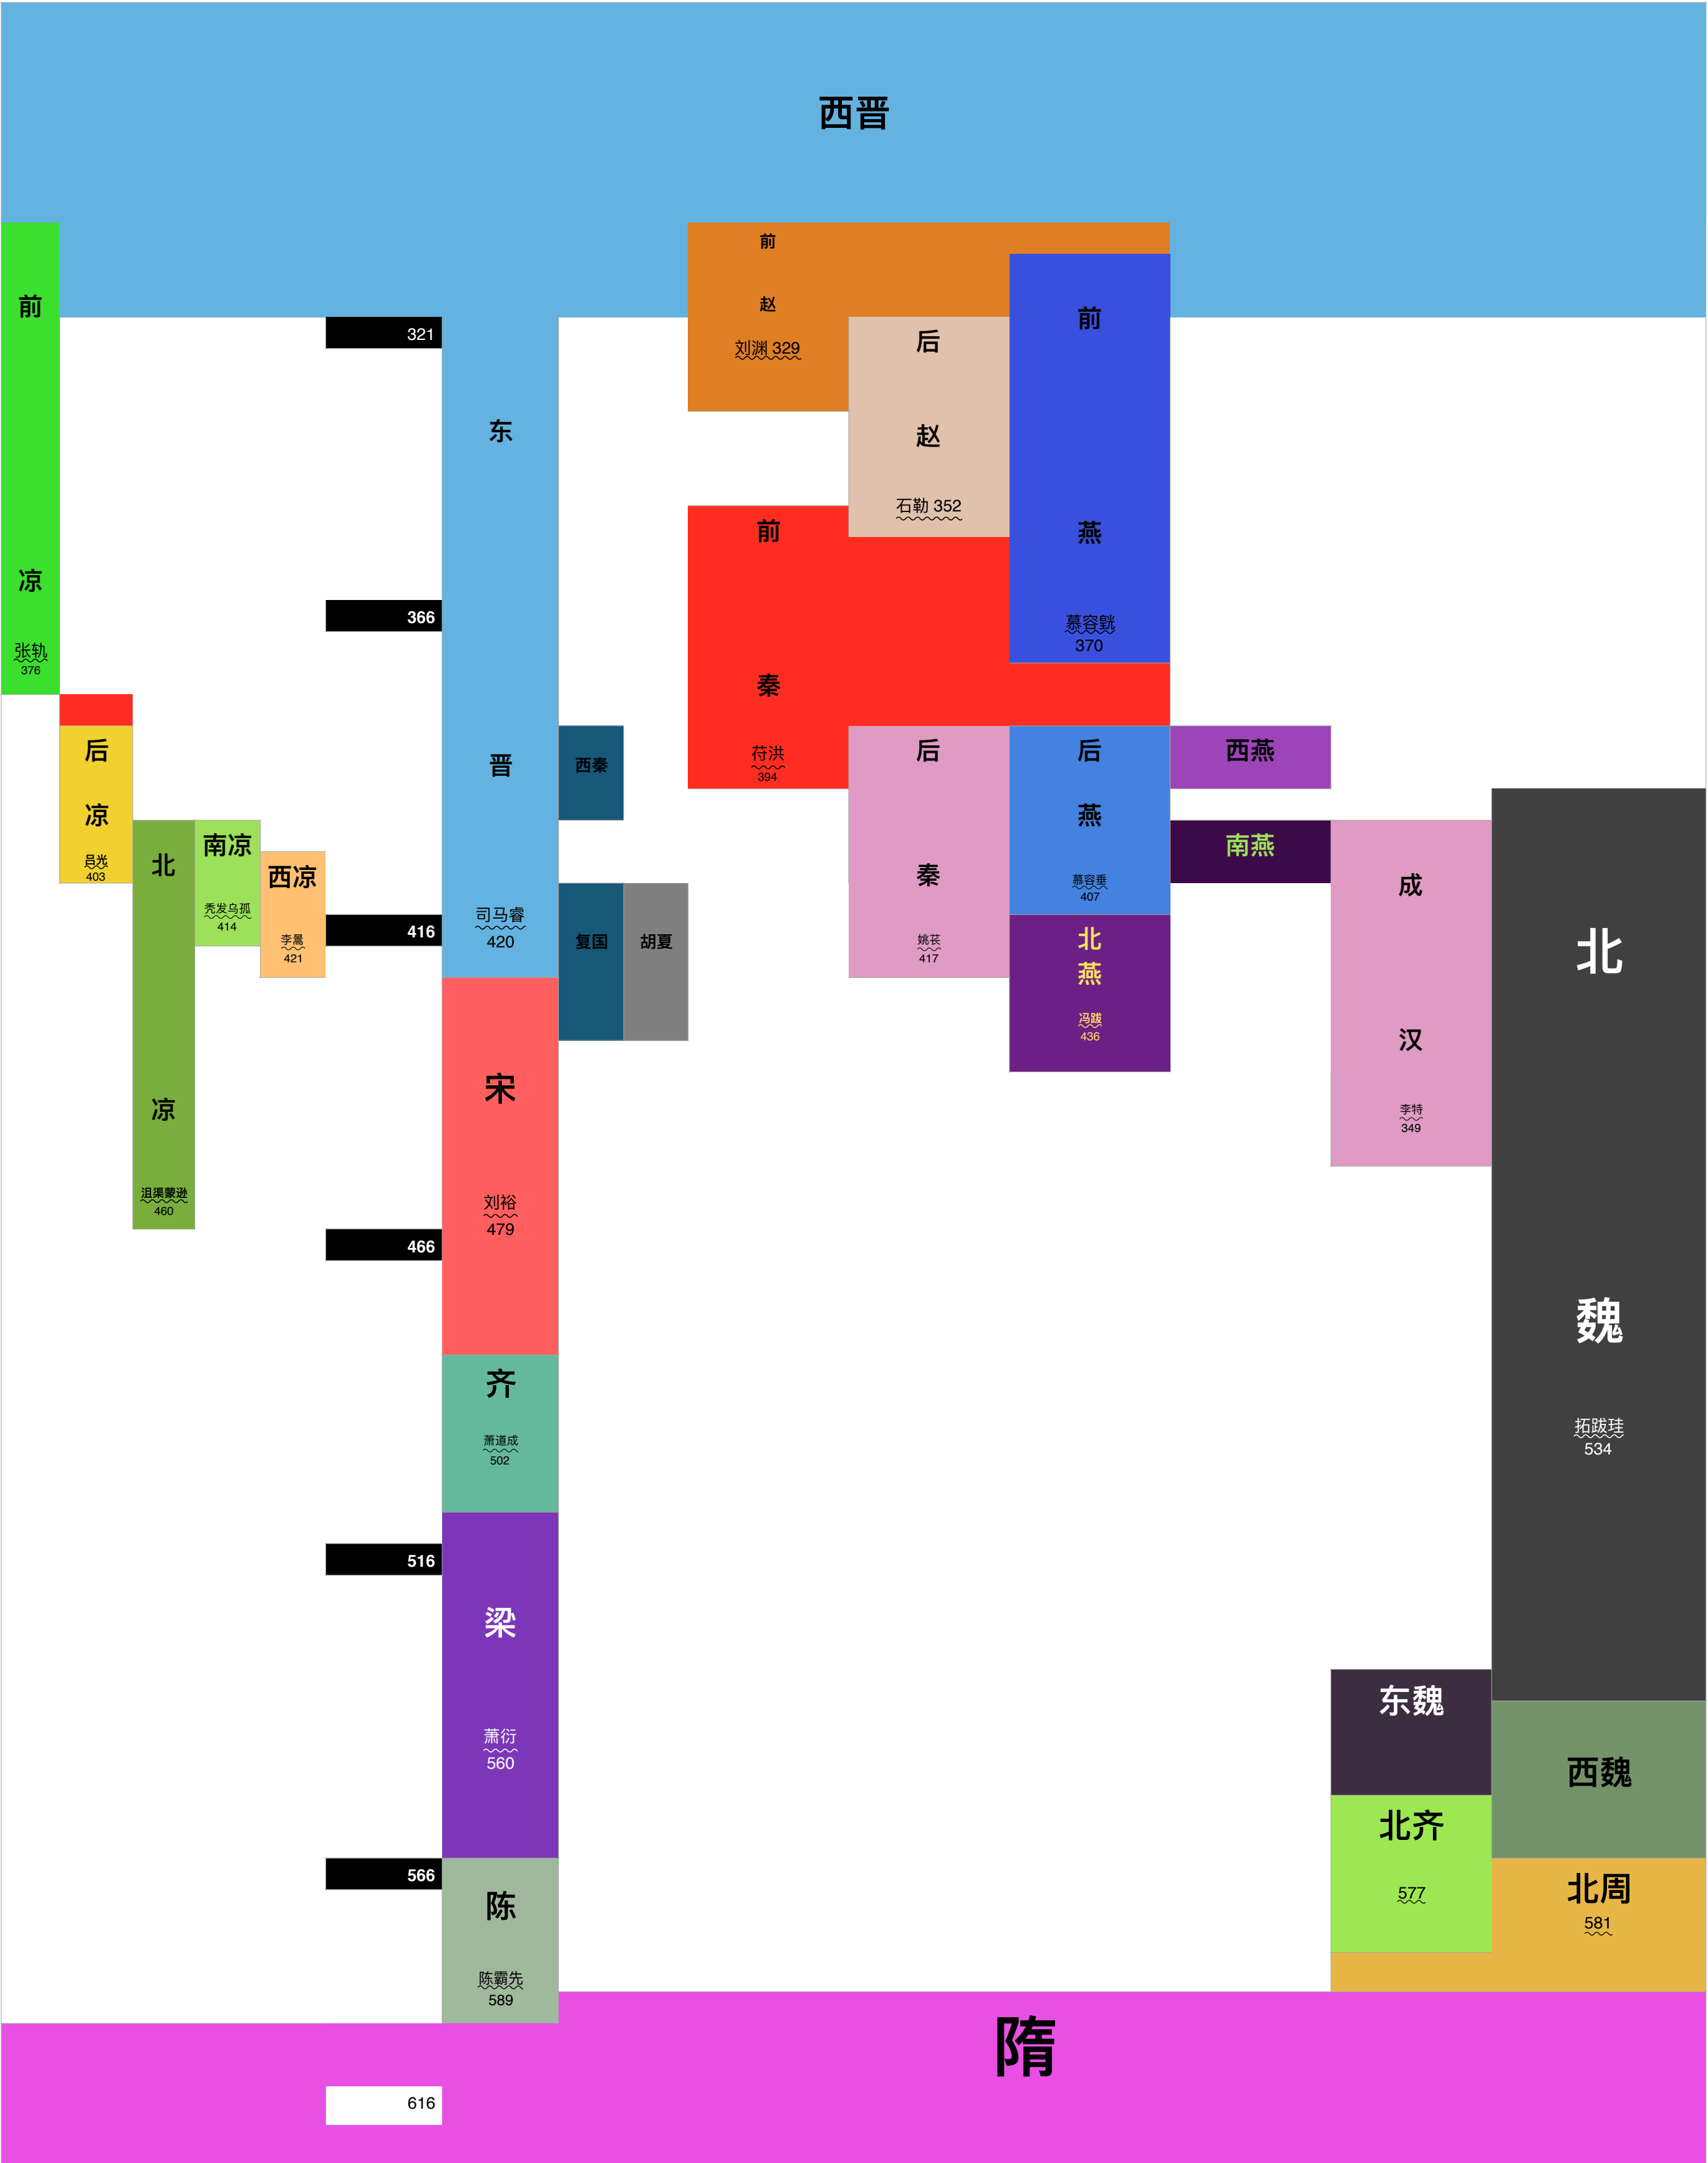 西晋
前
凉
张轨
376
后
凉
吕光
403
北
凉
沮渠蒙逊
460
南凉
秃发乌孤
414
西凉
李暠
421
321
366
416
466
516
566
616
东
晋
司马睿
420
宋
刘裕
479
齐
萧道成
502
梁
萧衍
560
陈
陈霸先
589
西秦
复国
胡夏
前
赵
刘渊 329
前
秦
苻洪
394
后
赵
石勒 352
后
秦
姚苌
417
前
燕
慕容皝
370
后
燕
慕容垂
407
北
燕
冯跋
436
西燕
南燕
成
汉
李特
349
东魏
北齐
577
北
魏
拓跋珪
534
西魏
北周
581
隋